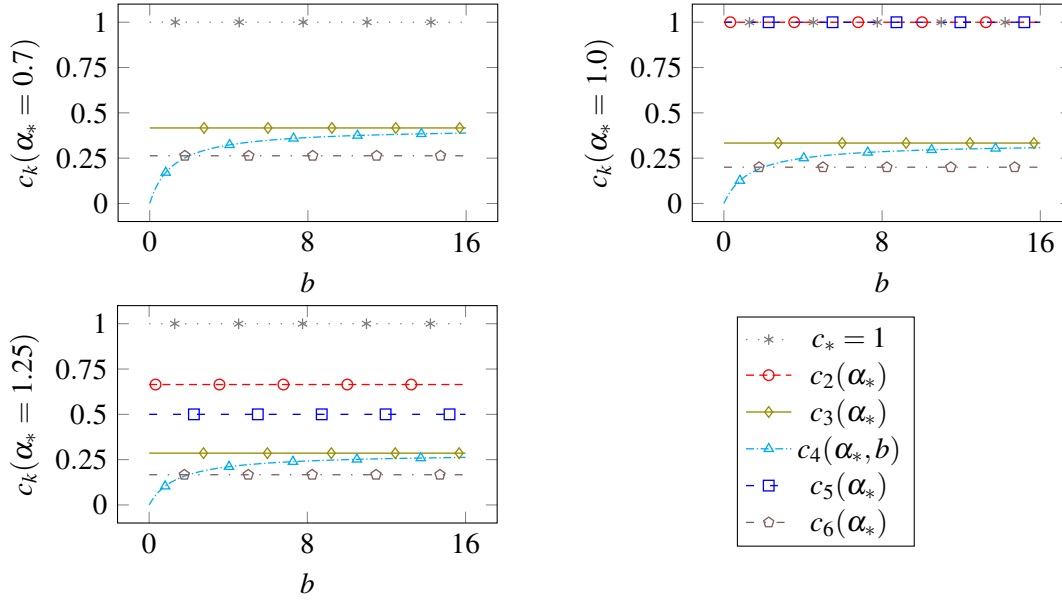 1
0.75
0.5
0.25
0
c_k(α_* = 0.7)
0 8 16
b
1
0.75
0.5
0.25
0
c_k(α_* = 1.0)
0 8 16
b
1
0.75
0.5
0.25
0
c_k(α_* = 1.25)
0 8 16
b
c_* = 1
c_2(α_*)
c_3(α_*)
c_4(α_*, b)
c_5(α_*)
c_6(α_*)